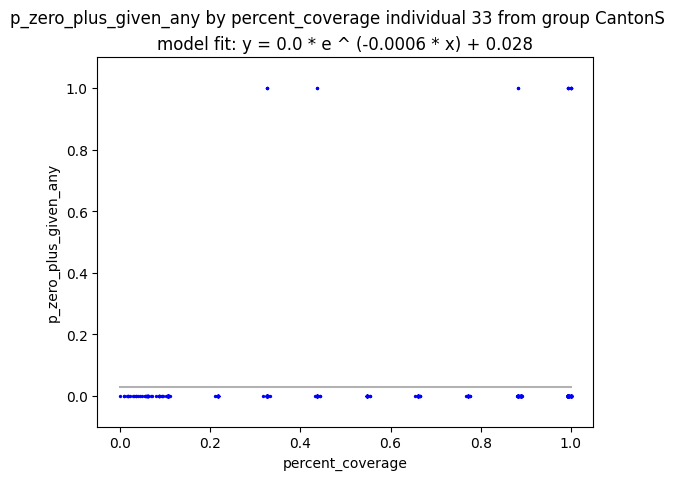 p_zero_plus_given_any by percent_coverage individual 33 from group CantonS
model fit: y = 0.0 * e ^ (-0.0006 * x) + 0.028
1.0
0.8
0.6
0.4
0.2
0.0
p_zero_plus_given_any
0.0 0.2 0.4 0.6 0.8 1.0
percent_coverage